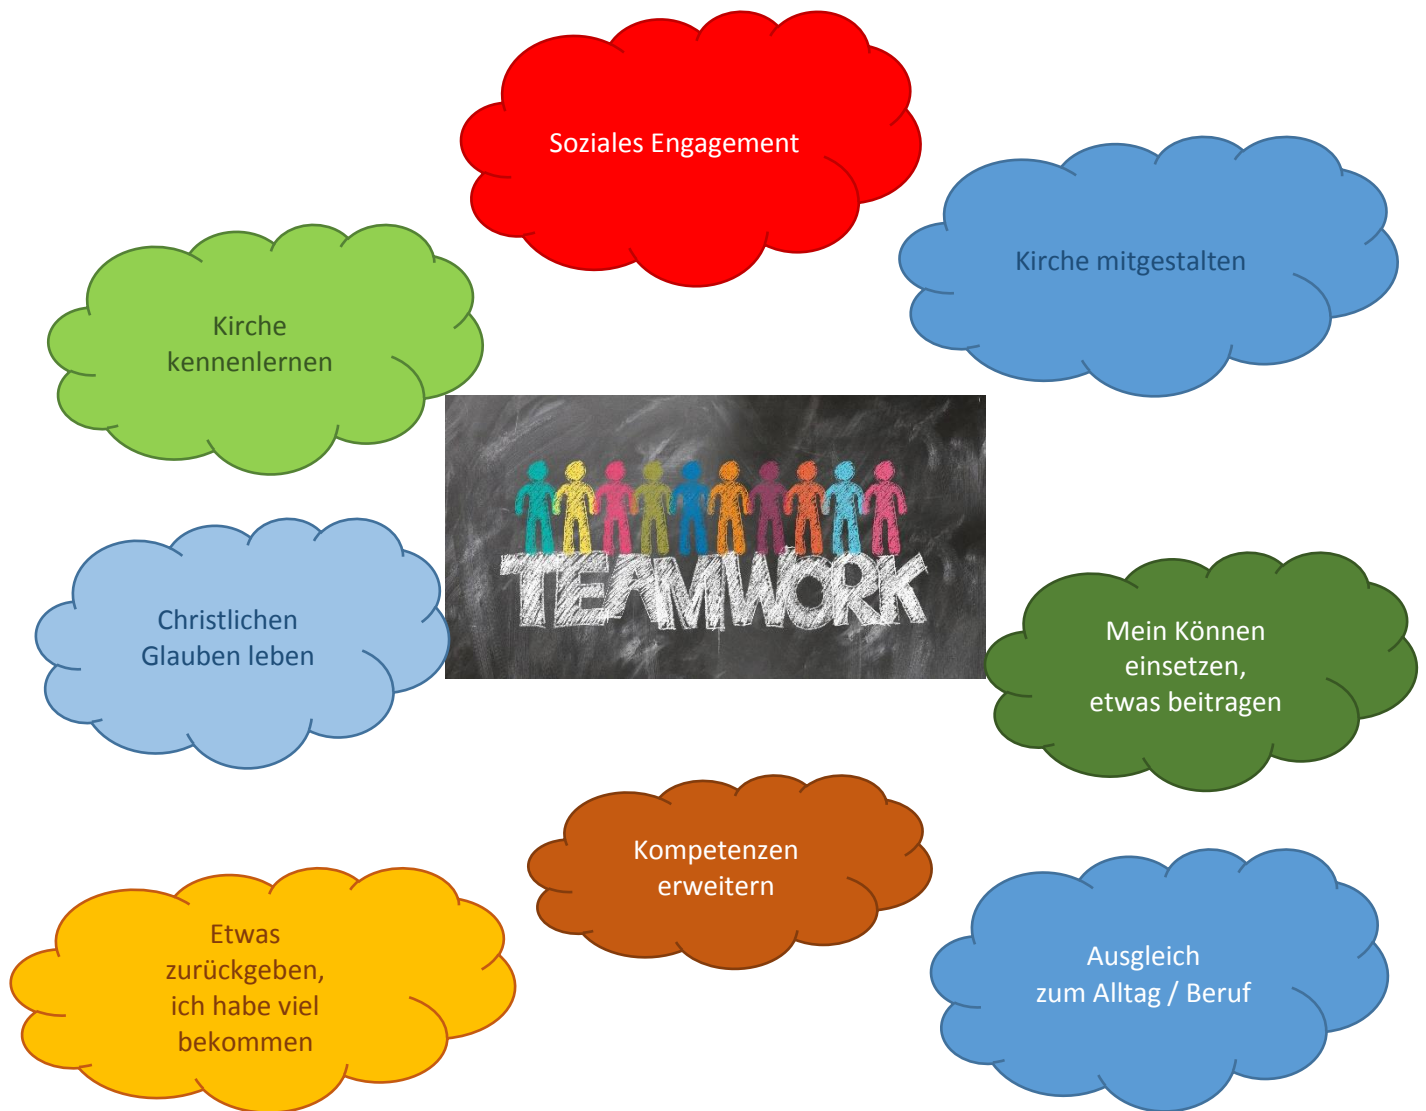 Soziales Engagement
Kirche mitgestalten
Kirche
kennenlernen
TEAMWORK
Christlichen
Glauben leben
Mein Können
einsetzen,
etwas beitragen
Kompetenzen
erweitern
Etwas
zurückgeben,
ich habe viel
bekommen
Ausgleich
zum Alltag / Beruf